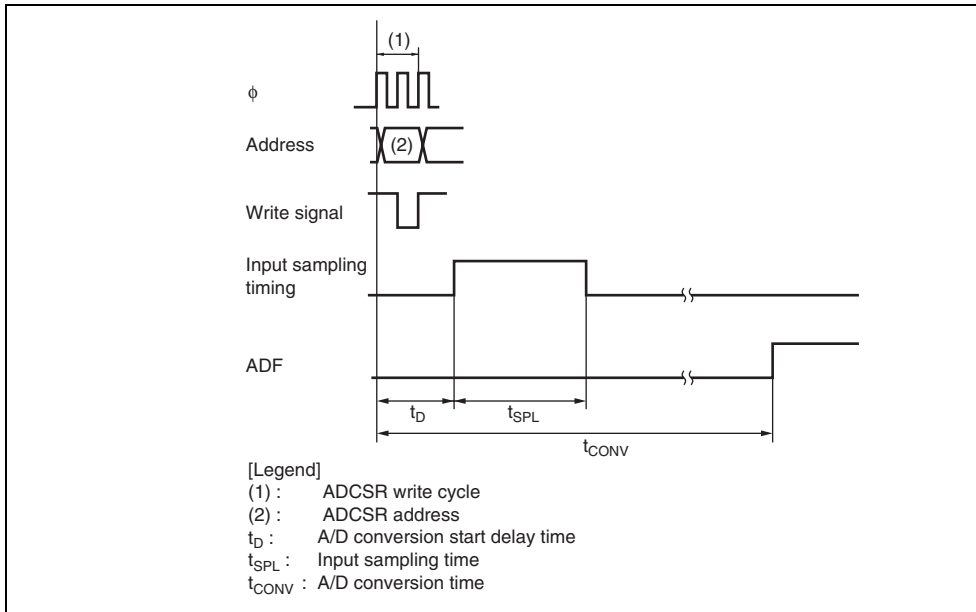 (1)
ϕ
Address
(2)
Write signal
Input sampling
timing
ADF
tD
tSPL
tCONV
[Legend]
(1) : ADCSR write cycle
(2) : ADCSR address
tD : A/D conversion start delay time
tSPL : Input sampling time
tCONV : A/D conversion time